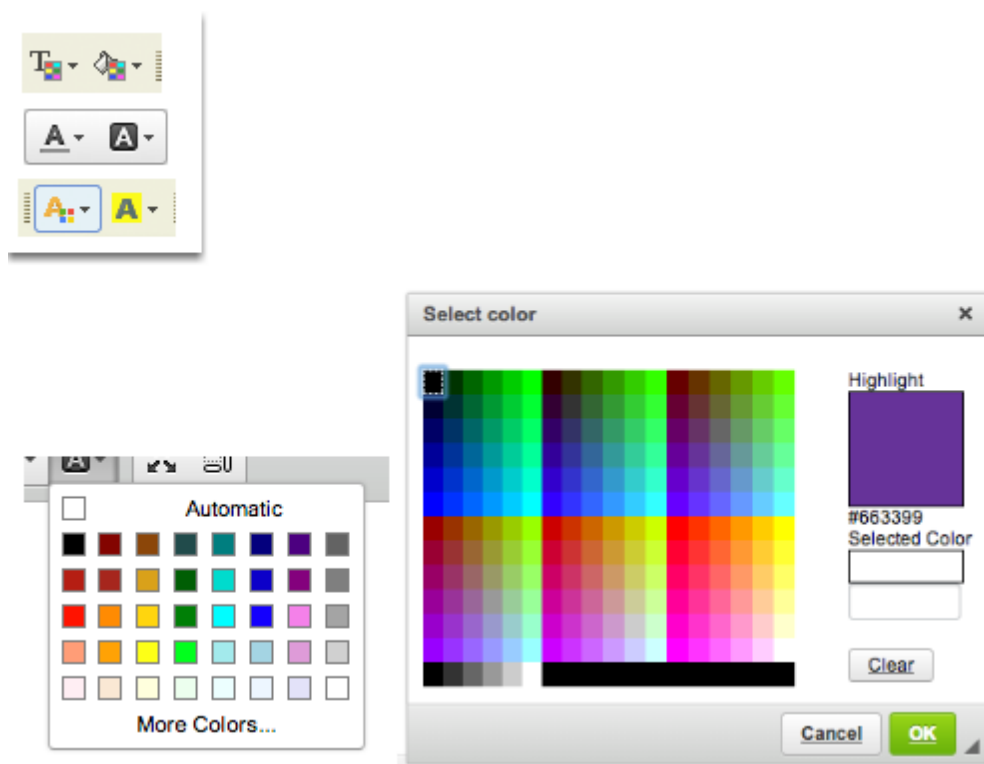 T
A A
A A
Select color ×
Highlight
A
Automatic
#663399
Selected Color
Clear
More Colors...
Cancel OK